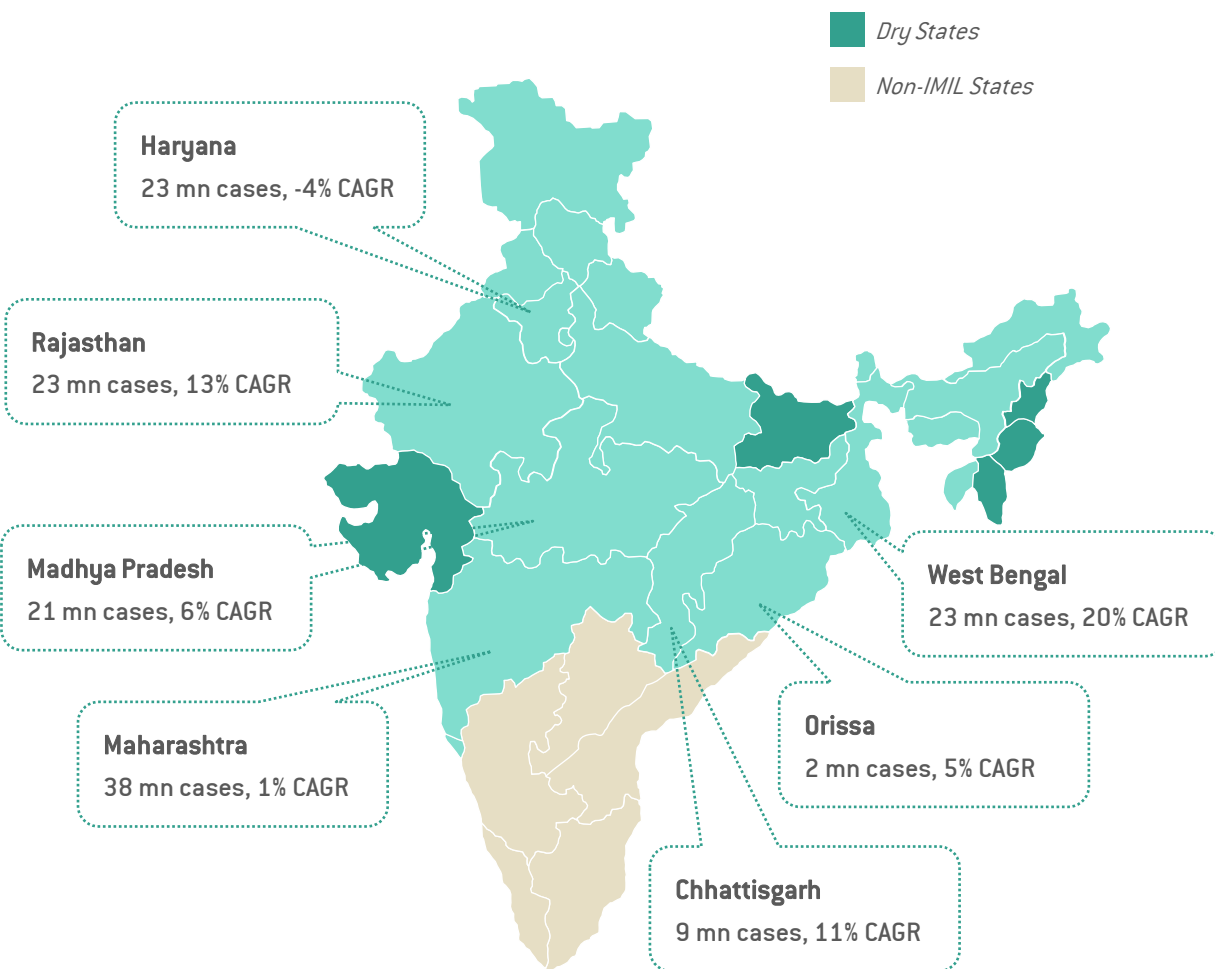 Dry States
Non-IMIL States
Haryana
23 mn cases, -4% CAGR
Rajasthan
23 mn cases, 13% CAGR
Madhya Pradesh
21 mn cases, 6% CAGR
West Bengal
23 mn cases, 20% CAGR
Maharashtra
38 mn cases, 1% CAGR
Orissa
2 mn cases, 5% CAGR
Chhattisgarh
9 mn cases, 11% CAGR